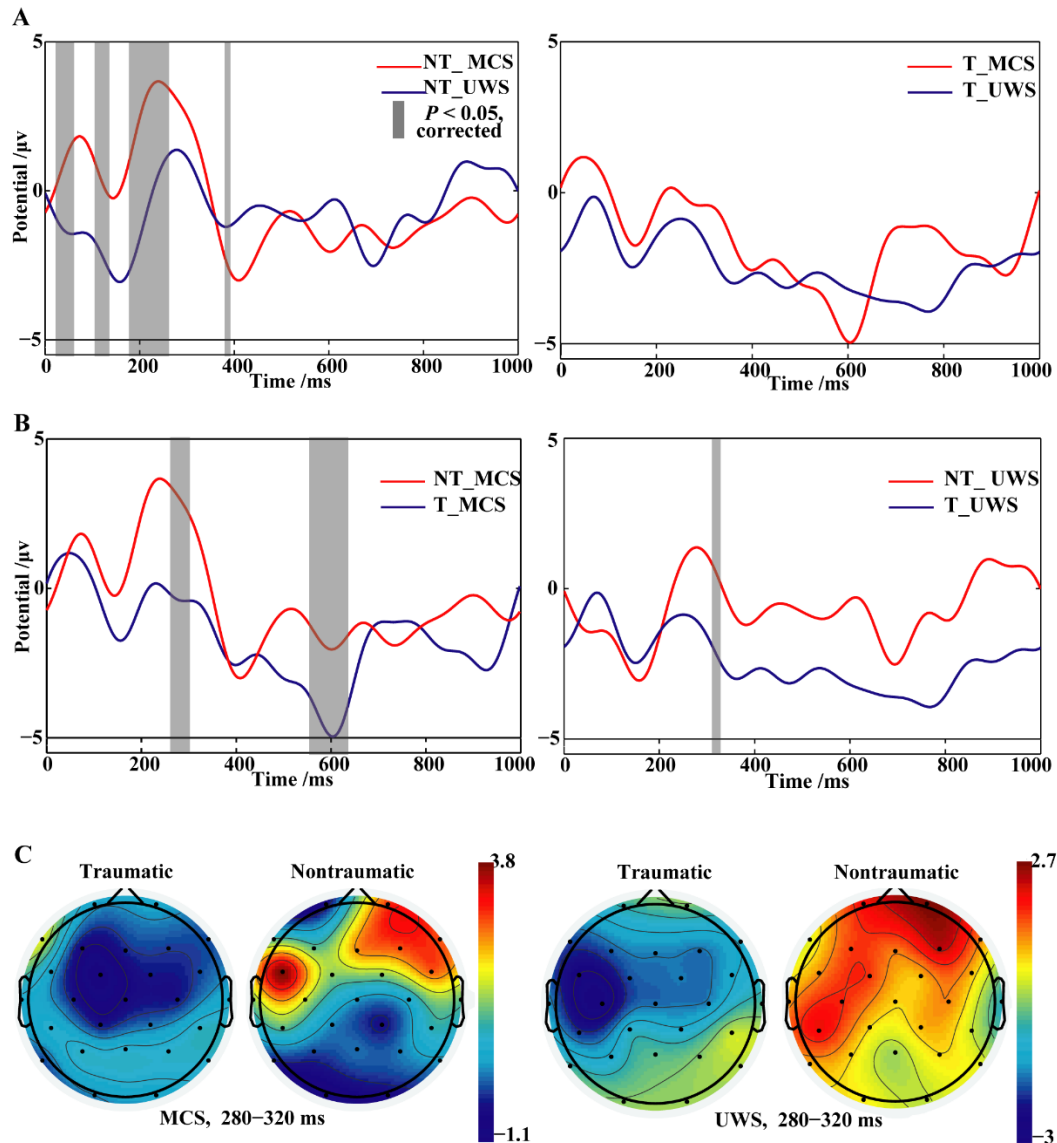 A
5
0
−5
Potential /μv
NT_ MCS
NT_UWS
P < 0.05,
corrected
0 200 400 600 800 1000
Time /ms
5
0
−5
T_MCS
T_UWS
0 200 400 600 800 1000
Time /ms
B
5
0
−5
Potential /μv
NT_MCS
T_MCS
0 200 400 600 800 1000
Time /ms
5
0
−5
NT_ UWS
T_UWS
0 200 400 600 800 1000
Time /ms
C
Traumatic Nontraumatic
3.8
−1.1
MCS, 280−320 ms
Traumatic Nontraumatic
2.7
−3
UWS, 280−320 ms